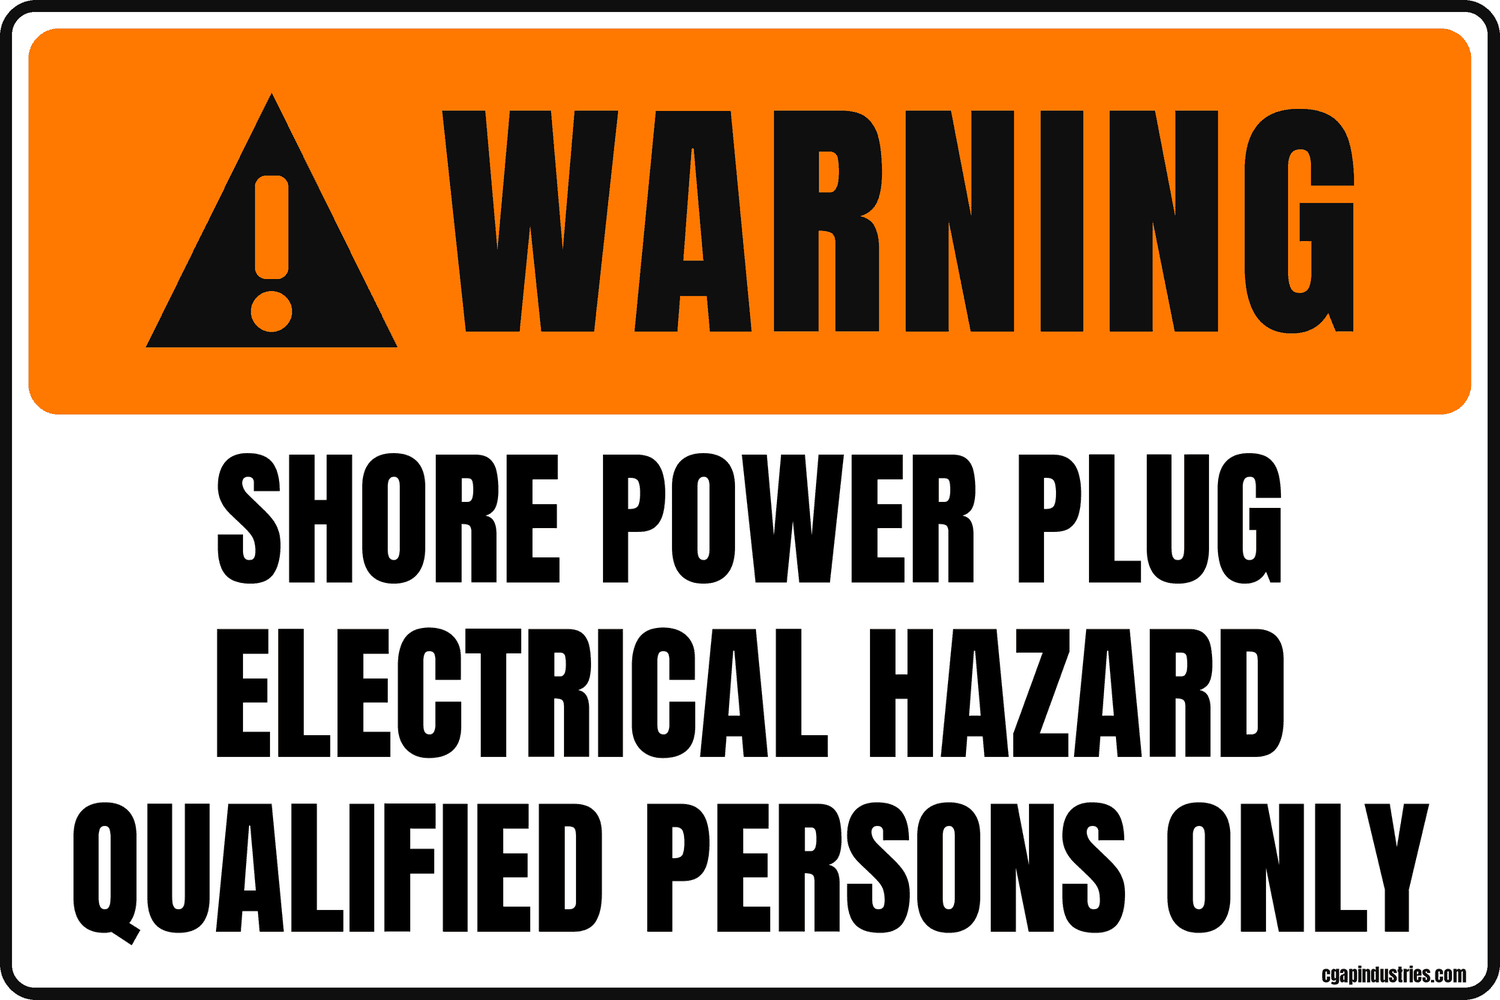 WARNING
SHORE POWER PLUG
ELECTRICAL HAZARD
QUALIFIED PERSONS ONLY
cgapindustries.com